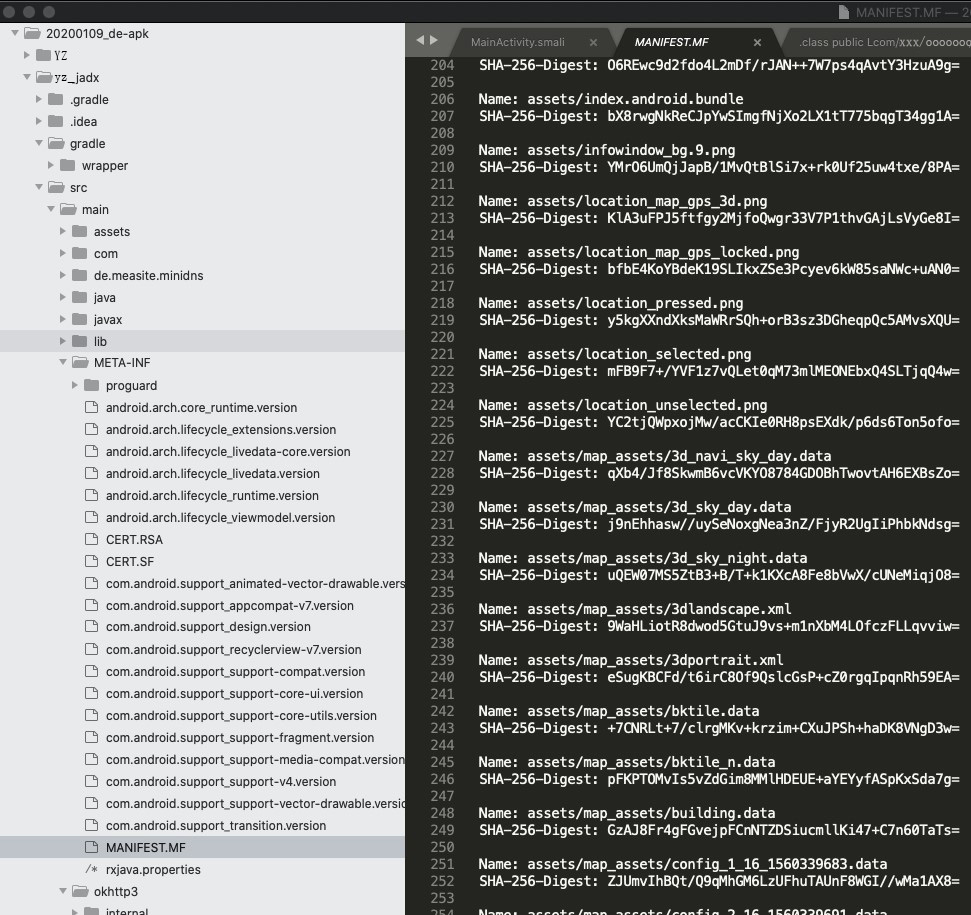 MANIFEST.MF — 2
20200109_de-apk
YZ
yz_jadx
.gradle
.idea
gradle
wrapper
src
main
assets
com
de.measite.minidns
java
javax
lib
META-INF
proguard
android.arch.core_runtime.version
android.arch.lifecycle_extensions.version
android.arch.lifecycle_livedata-core.version
android.arch.lifecycle_livedata.version
android.arch.lifecycle_runtime.version
android.arch.lifecycle_viewmodel.version
CERT.RSA
CERT.SF
com.android.support_animated-vector-drawable.vers
com.android.support_appcompat-v7.version
com.android.support_design.version
com.android.support_recyclerview-v7.version
com.android.support_support-compat.version
com.android.support_support-core-ui.version
com.android.support_support-core-utils.version
com.android.support_support-fragment.version
com.android.support_support-media-compat.version
com.android.support_support-v4.version
com.android.support_support-vector-drawable.versio
com.android.support_transition.version
MANIFEST.MF
/* rxjava.properties
okhttp3
internal
MainActivity.smali ×
MANIFEST.MF ×
.class public Lcom/xxx/oooooooo
204 SHA-256-Digest: O6REwc9d2fdo4L2mDf/rJAN++7W7ps4qAvtY3HzuA9g=
205
206 Name: assets/index.android.bundle
207 SHA-256-Digest: bX8rwgNkReCJpYwSImgfNjXo2LX1tT775bqgT34gg1A=
208
209 Name: assets/infowindow_bg.9.png
210 SHA-256-Digest: YMrO6UmQjJapB/1MvQtBlSi7x+rk0Uf25uw4txe/8PA=
211
212 Name: assets/location_map_gps_3d.png
213 SHA-256-Digest: KlA3uFPJ5ftfgy2MjfoQwgr33V7P1thvGAjLsVyGe8I=
214
215 Name: assets/location_map_gps_locked.png
216 SHA-256-Digest: bfbE4KoYBdeK19SLIkxZSe3Pcyev6kW85saNWc+uAN0=
217
218 Name: assets/location_pressed.png
219 SHA-256-Digest: y5kgXXndXksMaWRrSQh+orB3sz3DGheqpQc5AMvsXQU=
220
221 Name: assets/location_selected.png
222 SHA-256-Digest: mFB9F7+/YVF1z7vQLet0qM73mlMEONEbxQ4SLTjqQ4w=
223
224 Name: assets/location_unselected.png
225 SHA-256-Digest: YC2tjQWpxojMw/acCKIe0RH8psEXdk/p6ds6Ton5ofo=
226
227 Name: assets/map_assets/3d_navi_sky_day.data
228 SHA-256-Digest: qXb4/Jf8SkwmB6vcVKYO8784GDOBhTwovtAH6EXBsZo=
229
230 Name: assets/map_assets/3d_sky_day.data
231 SHA-256-Digest: j9nEhhasw//uySeNoxgNea3nZ/FjyR2UgIiPhbkNdsg=
232
233 Name: assets/map_assets/3d_sky_night.data
234 SHA-256-Digest: uQEW07MS5ZtB3+B/T+k1KXcA8Fe8bVwX/cUNeMiqjO8=
235
236 Name: assets/map_assets/3dlandscape.xml
237 SHA-256-Digest: 9WaHLiotR8dwod5GtuJ9vs+m1nXbM4LOfczFLLqvviw=
238
239 Name: assets/map_assets/3dportrait.xml
240 SHA-256-Digest: eSugKBCFd/t6irC8Of9QslcGsP+cZ0rgqIpqnRh59EA=
241
242 Name: assets/map_assets/bktile.data
243 SHA-256-Digest: +7CNRLt+7/clrgMKv+krzim+CXuJPSh+haDK8VNgD3w=
244
245 Name: assets/map_assets/bktile_n.data
246 SHA-256-Digest: pFKPTOMvIs5vZdGim8MMlHDEUE+aYEYyfASpKxSda7g=
247
248 Name: assets/map_assets/building.data
249 SHA-256-Digest: GzAJ8Fr4gFGvejpFCnNTZDSiucmllKi47+C7n60TaTs=
250
251 Name: assets/map_assets/config_1_16_1560339683.data
252 SHA-256-Digest: ZJUmvIhBQt/Q9qMhGM6LzUFhuTAUnF8WGI//wMa1AX8=
253
254 Name: assets/map_assets/config_2_16_1560339691.data